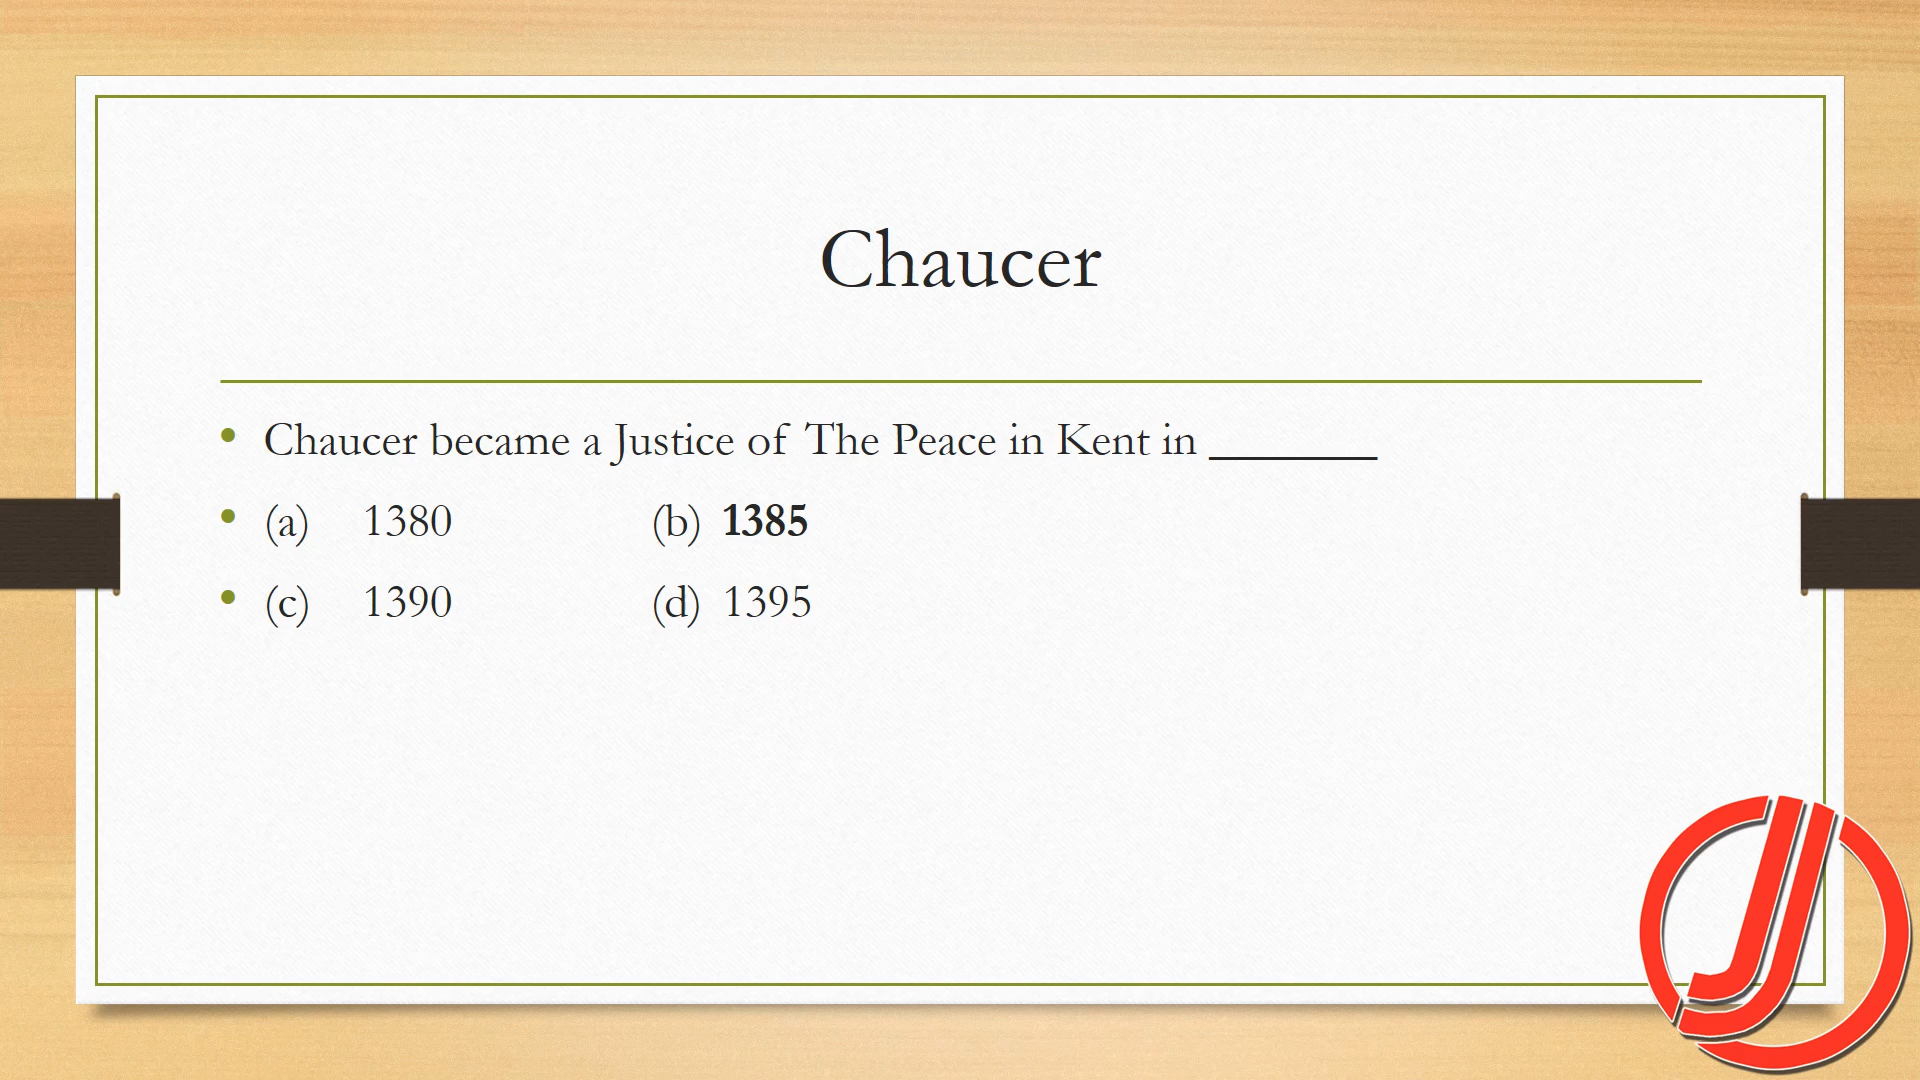 Chaucer
• Chaucer became a Justice of The Peace in Kent in _______
• (a) 1380 (b) 1385
• (c) 1390 (d) 1395